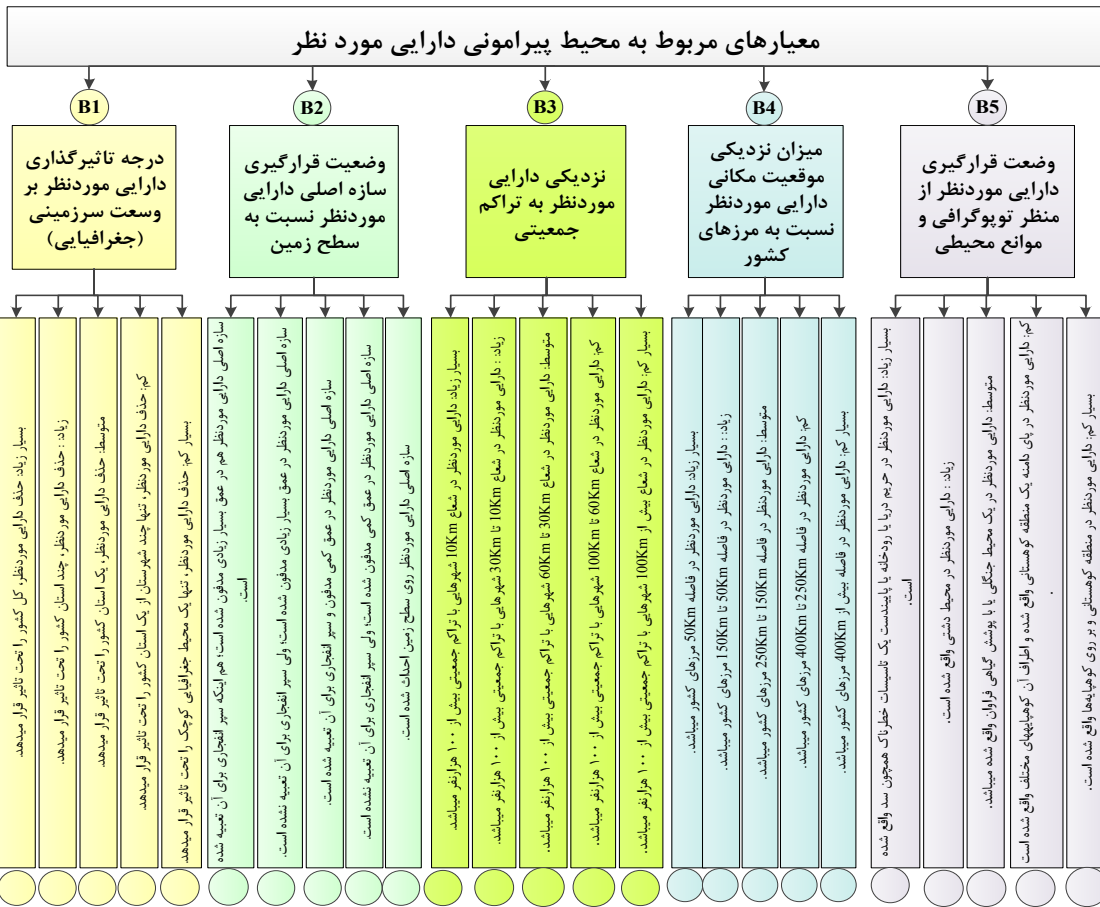 معیارهای مربوط به محیط پیرامونی دارایی مورد نظر
B1
درجه تاثیرگذاری
دارایی موردنظر بر
وسعت سرزمینی
(جغرافیایی)
بسیار زیاد: حذف دارایی موردنظر، کل کشور را تحت تاثیر قرار میدهد.
زیاد: : حذف دارایی موردنظر، چند استان کشور را تحت تاثیر قرار میدهد.
متوسط: حذف دارایی موردنظر، یک استان کشور را تحت تاثیر قرار میدهد.
کم: حذف دارایی موردنظر، تنها چند شهرستان از یک استان کشور را تحت تاثیر قرار میدهد.
بسیار کم: حذف دارایی موردنظر، تنها یک محیط جغرافیایی کوچک را تحت تاثیر قرار میدهد.
B2
وضعیت قرارگیری
سازه اصلی دارایی
موردنظر نسبت به
سطح زمین
سازه اصلی دارایی موردنظر هم در عمق بسیار زیادی مدفون شده است؛ هم اینکه سپر انفجاری برای آن تعبیه شده
است.
سازه اصلی دارایی موردنظر در عمق بسیار زیادی مدفون شده است؛ ولی سپر انفجاری برای آن تعبیه نشده است.
سازه اصلی دارایی موردنظر در عمق کمی مدفون و سپر انفجاری برای آن تعبیه شده است.
سازه اصلی دارایی موردنظر در عمق کمی مدفون شده است؛ ولی سپر انفجاری برای آن تعبیه نشده است.
سازه اصلی دارایی موردنظر روی سطح زمین احداث شده است.
B3
نزدیکی دارایی
موردنظر به تراکم
جمعیتی
بسیار زیاد: دارایی موردنظر در شعاع 10Km شهرهایی با تراکم جمعیتی بیش از ۱۰۰ هزارنفر میباشد.
زیاد: : دارایی موردنظر در شعاع 10Km تا 30Km شهرهایی با تراکم جمعیتی بیش از ۱۰۰ هزارنفر میباشد.
متوسط: دارایی موردنظر در شعاع 30Km تا 60Km شهرهایی با تراکم جمعیتی بیش از ۱۰۰ هزارنفر میباشد.
کم: دارایی موردنظر در شعاع 60Km تا 100Km شهرهایی با تراکم جمعیتی بیش از ۱۰۰ هزارنفر میباشد.
بسیار کم: دارایی موردنظر در شعاع بیش از 100Km شهرهایی با تراکم جمعیتی بیش از ۱۰۰ هزارنفر میباشد.
B4
میزان نزدیکی
موقعیت مکانی
دارایی موردنظر
نسبت به مرزهای
کشور
بسیار زیاد: دارایی موردنظر در فاصله 50Km مرزهای کشور میباشد.
زیاد: : دارایی موردنظر در فاصله 50Km تا 150Km مرزهای کشور میباشد.
متوسط: دارایی موردنظر در فاصله 150Km تا 250Km مرزهای کشور میباشد.
کم: دارایی موردنظر در فاصله 250Km تا 400Km مرزهای کشور میباشد.
بسیار کم: دارایی موردنظر در فاصله بیش از 400Km مرزهای کشور میباشد.
B5
وضعت قرارگیری
دارایی موردنظر از
منظر توپوگرافی و
موانع محیطی
بسیار زیاد: دارایی موردنظر در حریم دریا یا رودخانه یا پاییندست یک تاسیسات خطرناک همچون سد واقع شده
است.
زیاد: : دارایی موردنظر در محیط دشتی واقع شده است.
متوسط: دارایی موردنظر در یک محیط جنگلی یا با پوشش گیاهی فراوان واقع شده میباشد.
کم: دارایی موردنظر در پای دامنه یک منطقه کوهستانی واقع شده و اطراف آن کوهپایههای مختلف واقع شده است
.
بسیار کم: دارایی موردنظر در منطقه کوهستانی و بر روی کوهپایهها واقع شده است.